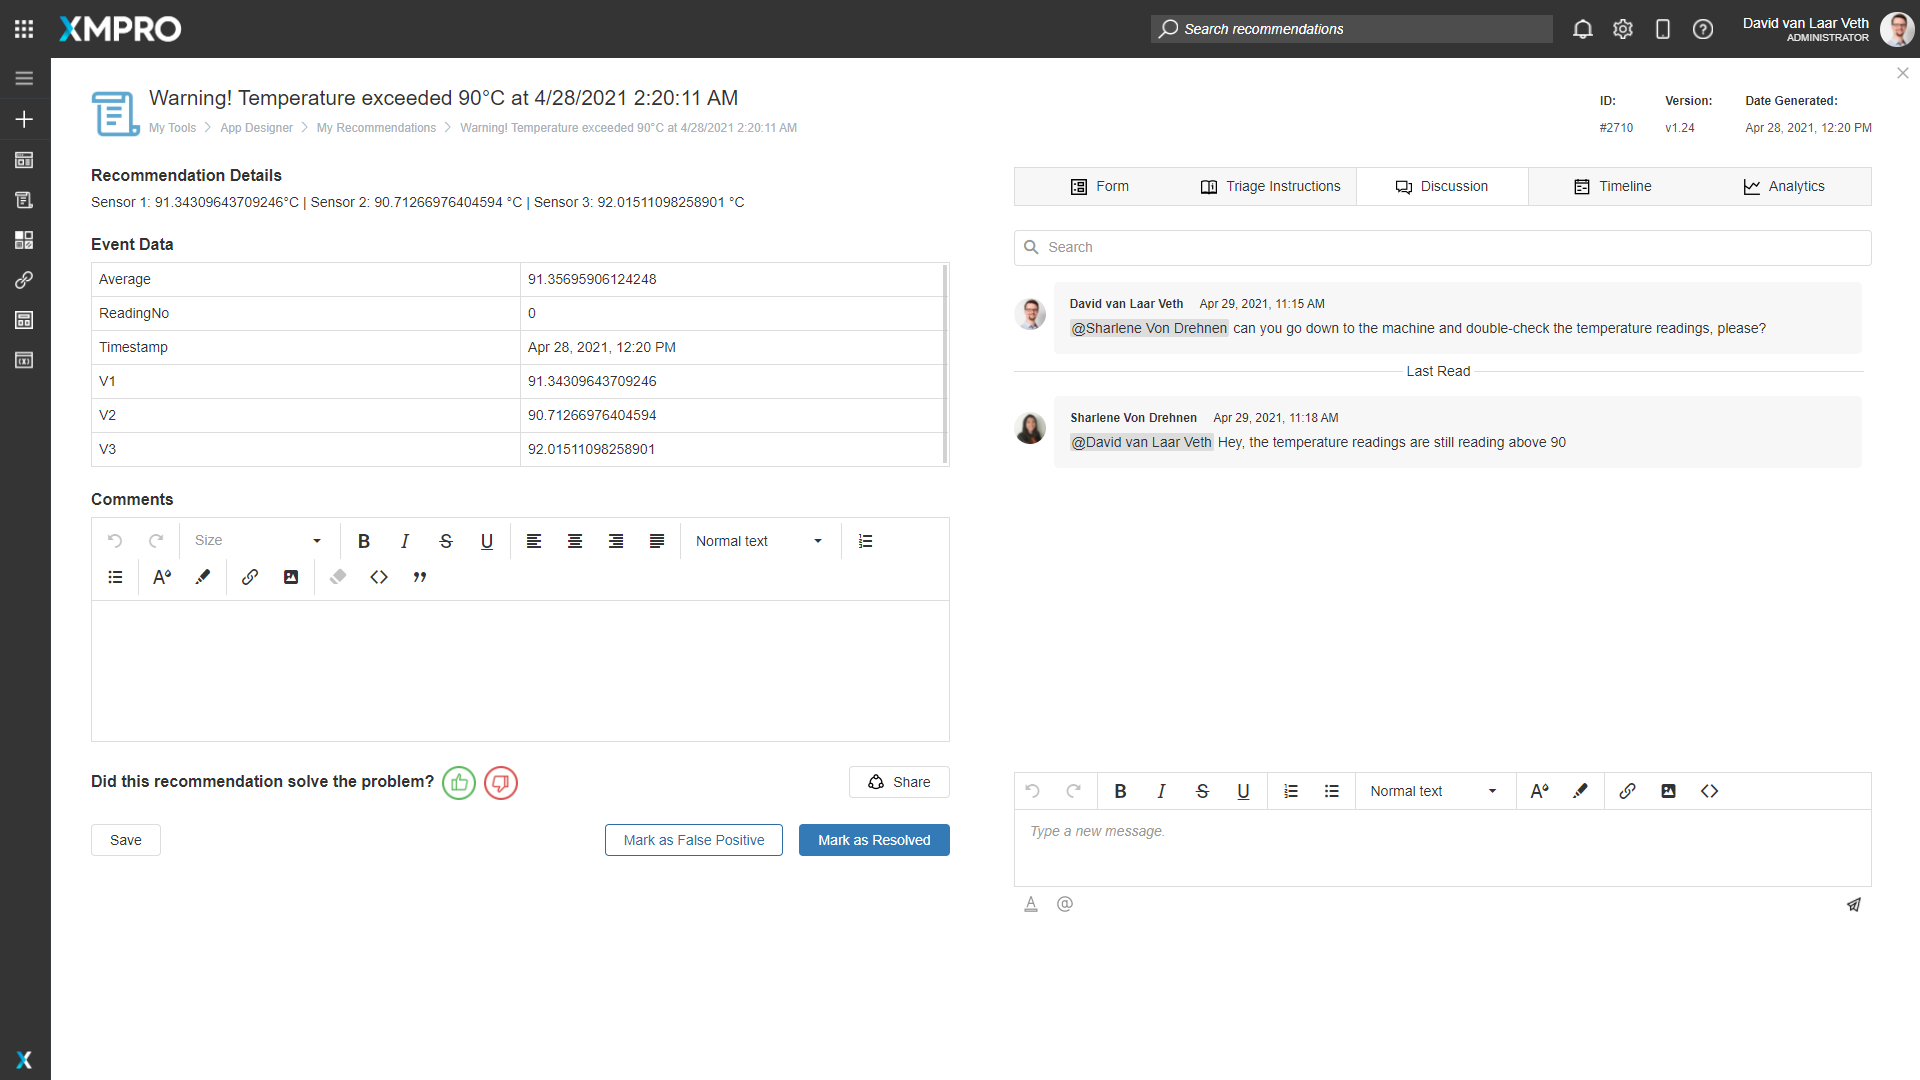 XMPRO
Search recommendations
David van Laar Veth
ADMINISTRATOR
Warning! Temperature exceeded 90°C at 4/28/2021 2:20:11 AM
My Tools > App Designer > My Recommendations > Warning! Temperature exceeded 90°C at 4/28/2021 2:20:11 AM
ID: Version: Date Generated:
#2710 v1.24 Apr 28, 2021, 12:20 PM
Recommendation Details
Sensor 1: 91.34309643709246°C | Sensor 2: 90.71266976404594 °C | Sensor 3: 92.01511098258901 °C
Event Data
Average 91.35695906124248
ReadingNo 0
Timestamp Apr 28, 2021, 12:20 PM
V1 91.34309643709246
V2 90.71266976404594
V3 92.01511098258901
Comments
Size B I S U Normal text
Did this recommendation solve the problem?
Share
Save Mark as False Positive Mark as Resolved
Form Triage Instructions Discussion Timeline Analytics
Search
David van Laar Veth Apr 29, 2021, 11:15 AM
@Sharlene Von Drehnen can you go down to the machine and double-check the temperature readings, please?
Last Read
Sharlene Von Drehnen Apr 29, 2021, 11:18 AM
@David van Laar Veth Hey, the temperature readings are still reading above 90
B I S U Normal text
Type a new message.
A @
X